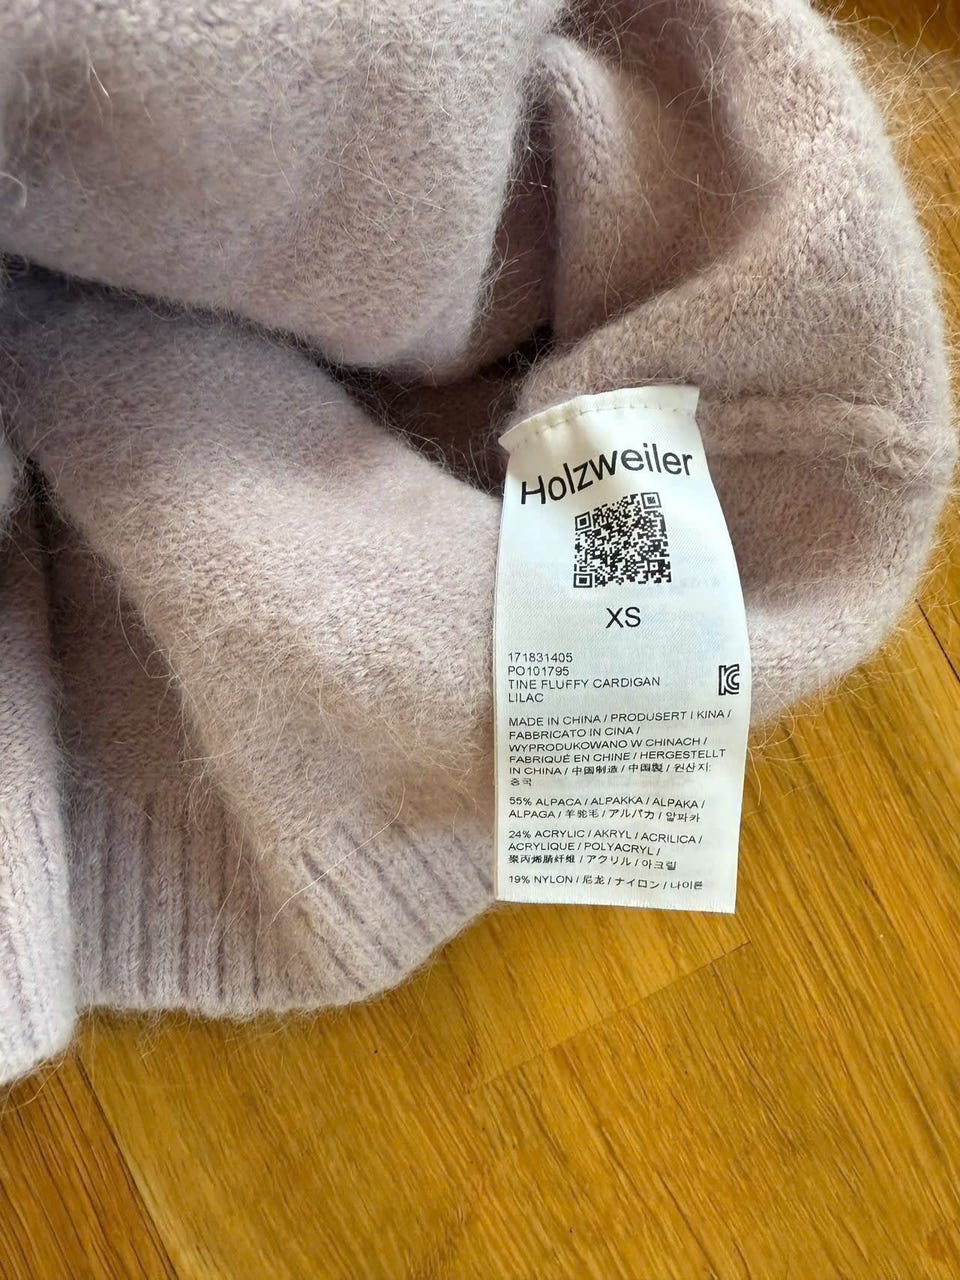 Holzweiler
XS
171831405
PO101795
TINE FLUFFY CARDIGAN
LILAC
MADE IN CHINA / PRODUSERT I KINA /
FABBRICATO IN CINA /
WYPRODUKOWANO W CHINACH /
FABRIQUÉ EN CHINE / HERGESTELLT
IN CHINA / 中国制造 / 中国製 / 원산지:
중국
55% ALPACA / ALPAKKA / ALPAKA /
ALPAGA / 羊驼毛 / アルパカ / 알파카
24% ACRYLIC / AKRYL / ACRILICA /
ACRYLIQUE / POLYACRYL /
聚丙烯腈纤维 / アクリル / 아크릴
19% NYLON / 尼龙 / ナイロン / 나이론